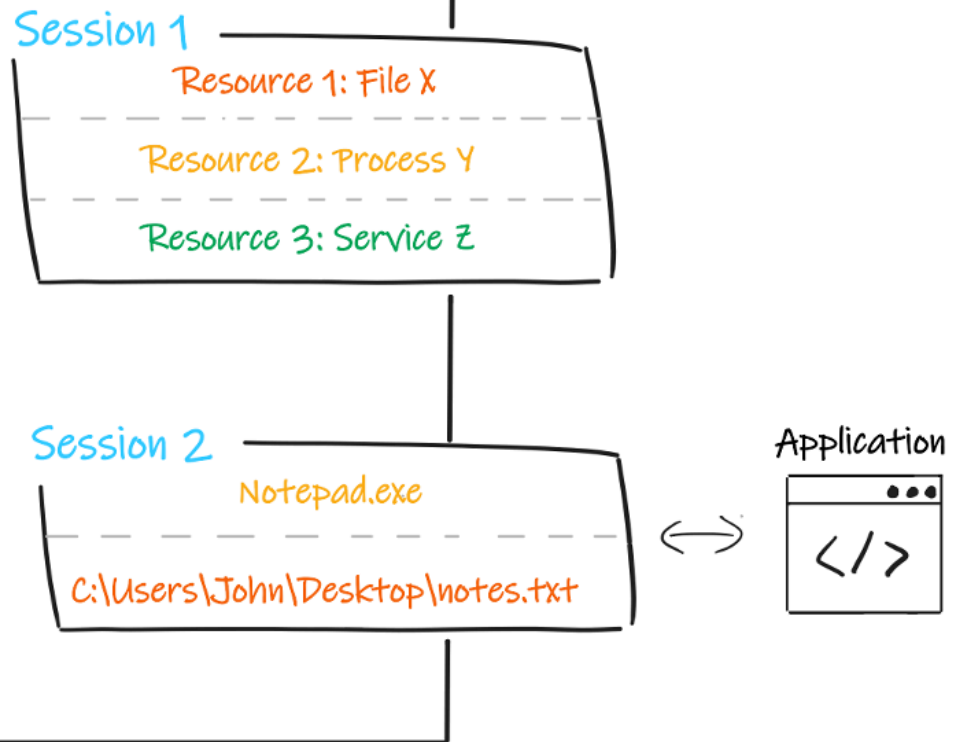 Session 1
Resource 1: File X
Resource 2: Process Y
Resource 3: Service Z
Session 2
Notepad.exe
C:\Users\John\Desktop\notes.txt
Application
</>